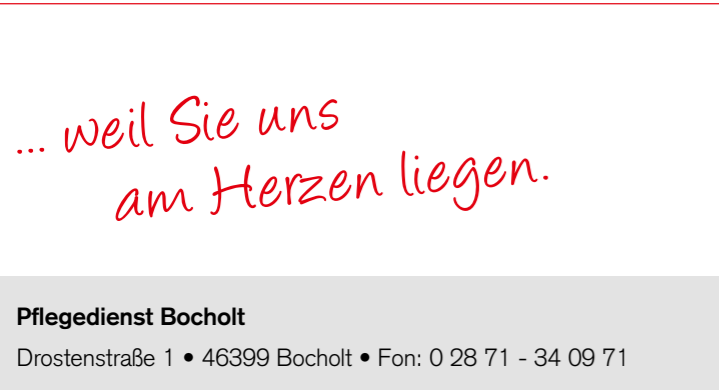 ... weil Sie uns
am Herzen liegen.
Pflegedienst Bocholt
Drostenstraße 1 • 46399 Bocholt • Fon: 0 28 71 - 34 09 71